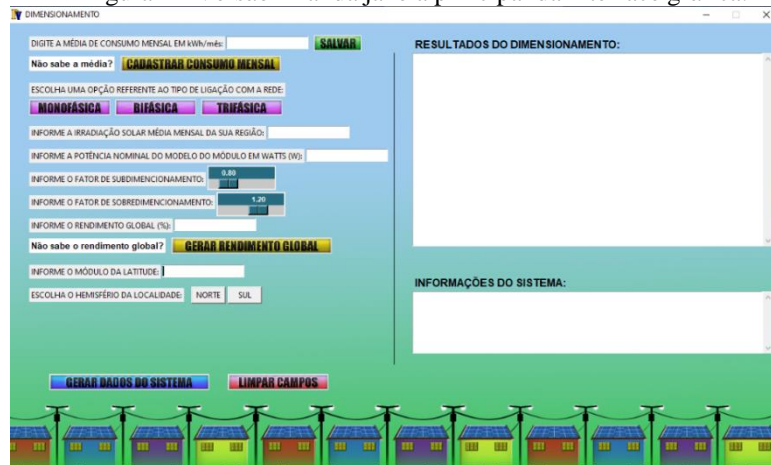 DIMENSIONAMENTO
DIGITE A MÉDIA DE CONSUMO MENSAL EM kWh/mês:
SALVAR
Não sabe a média?
CADASTRAR CONSUMO MENSAL
ESCOLHA UMA OPÇÃO REFERENTE AO TIPO DE LIGAÇÃO COM A REDE:
MONOFÁSICA BIFÁSICA TRIFÁSICA
INFORME A IRRADIAÇÃO SOLAR MÉDIA MENSAL DA SUA REGIÃO:
INFORME A POTÊNCIA NOMINAL DO MODELO DO MÓDULO EM WATTS (W):
INFORME O FATOR DE SUBDIMENCIONAMENTO: 0.80
INFORME O FATOR DE SOBREDIMENCIONAMENTO: 1.20
INFORME O RENDIMENTO GLOBAL (%):
Não sabe o rendimento global?
GERAR RENDIMENTO GLOBAL
INFORME O MÓDULO DA LATITUDE:
ESCOLHA O HEMISFÉRIO DA LOCALIDADE: NORTE SUL
GERAR DADOS DO SISTEMA
LIMPAR CAMPOS
RESULTADOS DO DIMENSIONAMENTO:
INFORMAÇÕES DO SISTEMA: